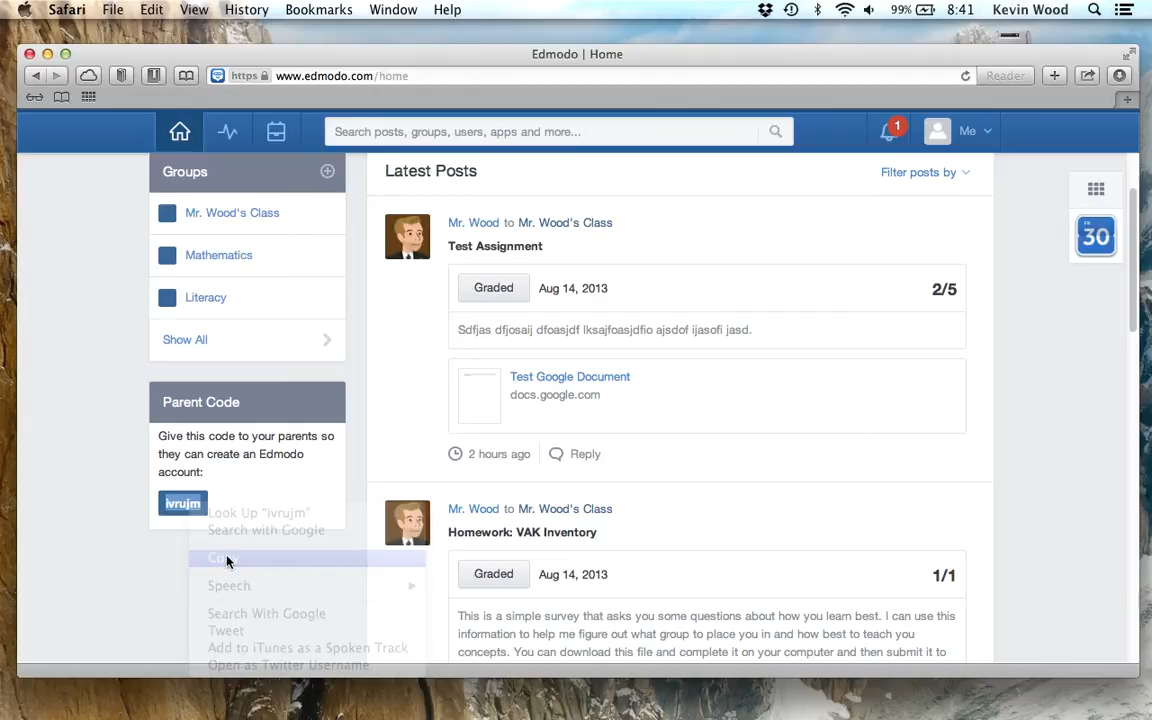 Safari File Edit View History Bookmarks Window Help 99% 8:41 Kevin Wood
Edmodo | Home
https www.edmodo.com/home Reader
Search posts, groups, users, apps and more... 1 Me
Groups
Mr. Wood's Class
Mathematics
Literacy
Show All
Parent Code
Give this code to your parents so
they can create an Edmodo
account:
ivrujm
Look Up "ivrujm"
Search with Google
Copy
Speech
Search With Google
Tweet
Add to iTunes as a Spoken Track
Open as Twitter Username
Latest Posts Filter posts by
Mr. Wood to Mr. Wood's Class
Test Assignment
Graded Aug 14, 2013 2/5
Sdfjas dfjosaij dfoasjdf lksajfoasjdfio ajsdof ijasofi jasd.
Test Google Document
docs.google.com
2 hours ago Reply
Mr. Wood to Mr. Wood's Class
Homework: VAK Inventory
Graded Aug 14, 2013 1/1
This is a simple survey that asks you some questions about how you learn best. I can use this
information to help me figure out what group to place you in and how best to teach you
concepts. You can download this file and complete it on your computer and then submit it to
30